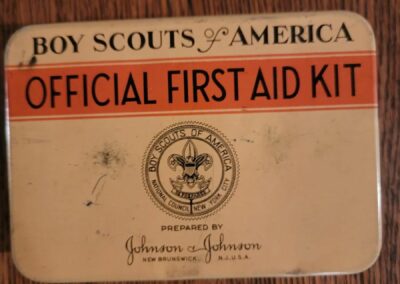 BOY SCOUTS of AMERICA
OFFICIAL FIRST AID KIT
BOY SCOUTS OF AMERICA
NATIONAL COUNCIL NEW YORK CITY
PREPARED BY
Johnson & Johnson
NEW BRUNSWICK, N.J., U.S.A.